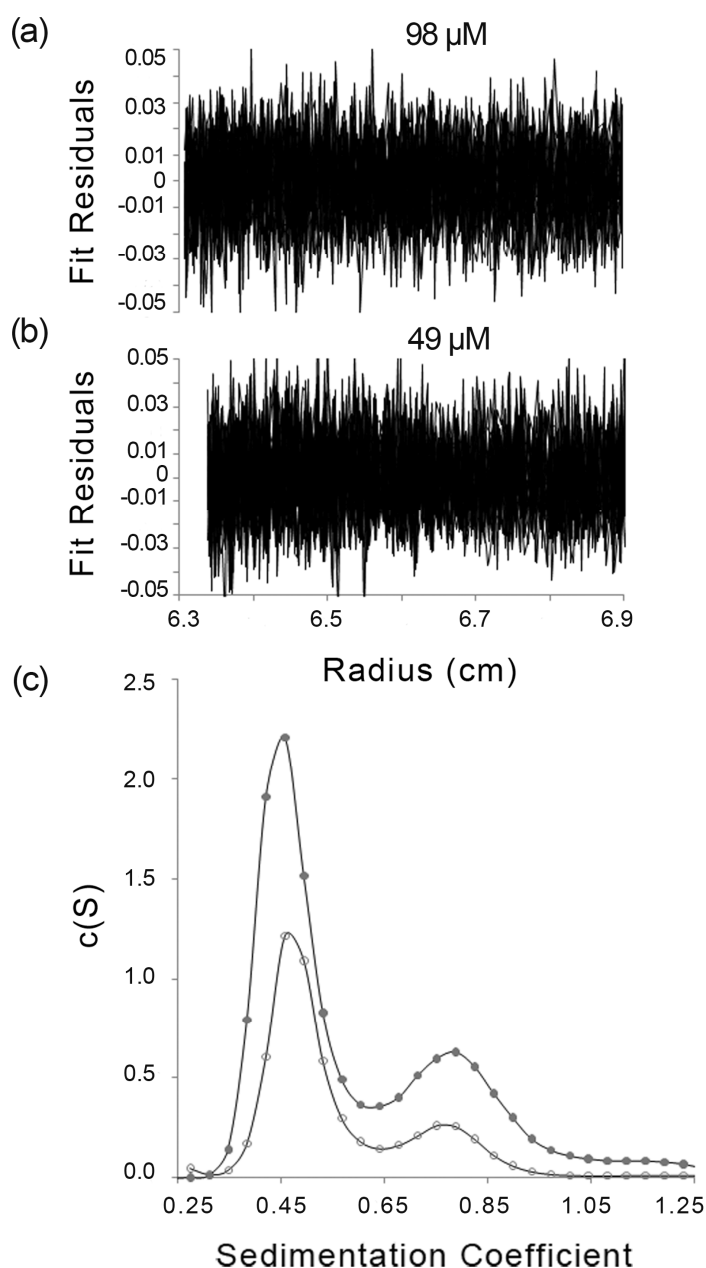 (a)
98 µM
Fit Residuals
0.05
0.03
0.01
0
-0.01
-0.03
-0.05
(b)
49 µM
Fit Residuals
0.05
0.03
0.01
0
-0.01
-0.03
-0.05
6.3 6.5 6.7 6.9
Radius (cm)
(c)
c(S)
2.5
2.0
1.5
1.0
0.5
0.0
0.25 0.45 0.65 0.85 1.05 1.25
Sedimentation Coefficient